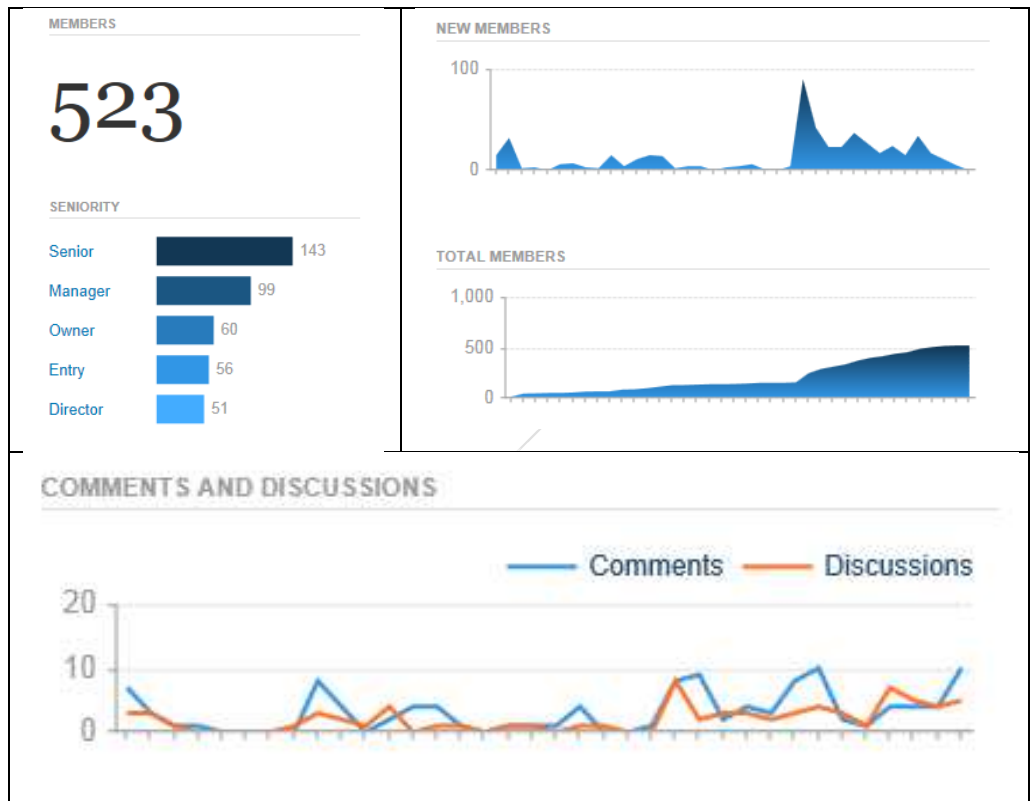 MEMBERS
523
SENIORITY
Senior 143
Manager 99
Owner 60
Entry 56
Director 51
NEW MEMBERS
100
0
TOTAL MEMBERS
1,000
500
0
COMMENTS AND DISCUSSIONS
Comments Discussions
20
10
0